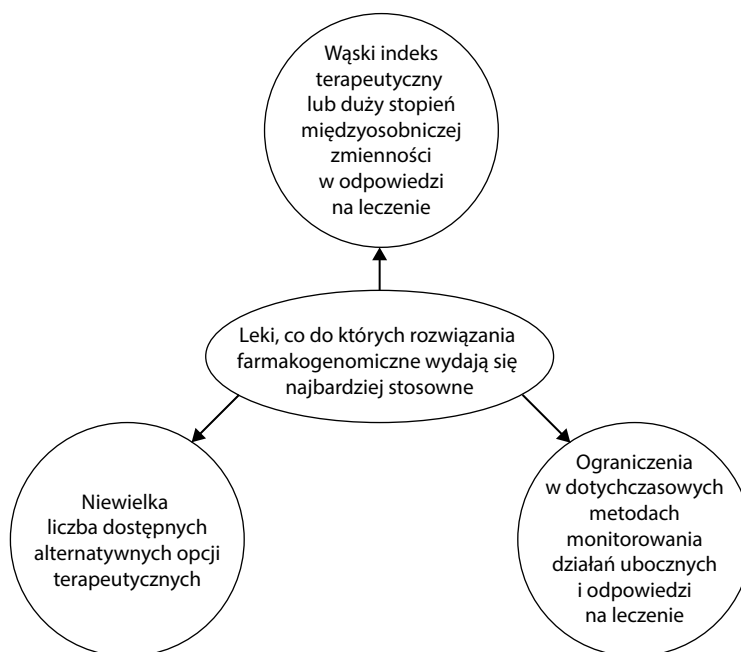 Wąski indeks
terapeutyczny
lub duży stopień
międzyosobniczej
zmienności
w odpowiedzi
na leczenie
Leki, co do których rozwiązania
farmakogenomiczne wydają się
najbardziej stosowne
Niewielka
liczba dostępnych
alternatywnych opcji
terapeutycznych
Ograniczenia
w dotychczasowych
metodach
monitorowania
działań ubocznych
i odpowiedzi
na leczenie